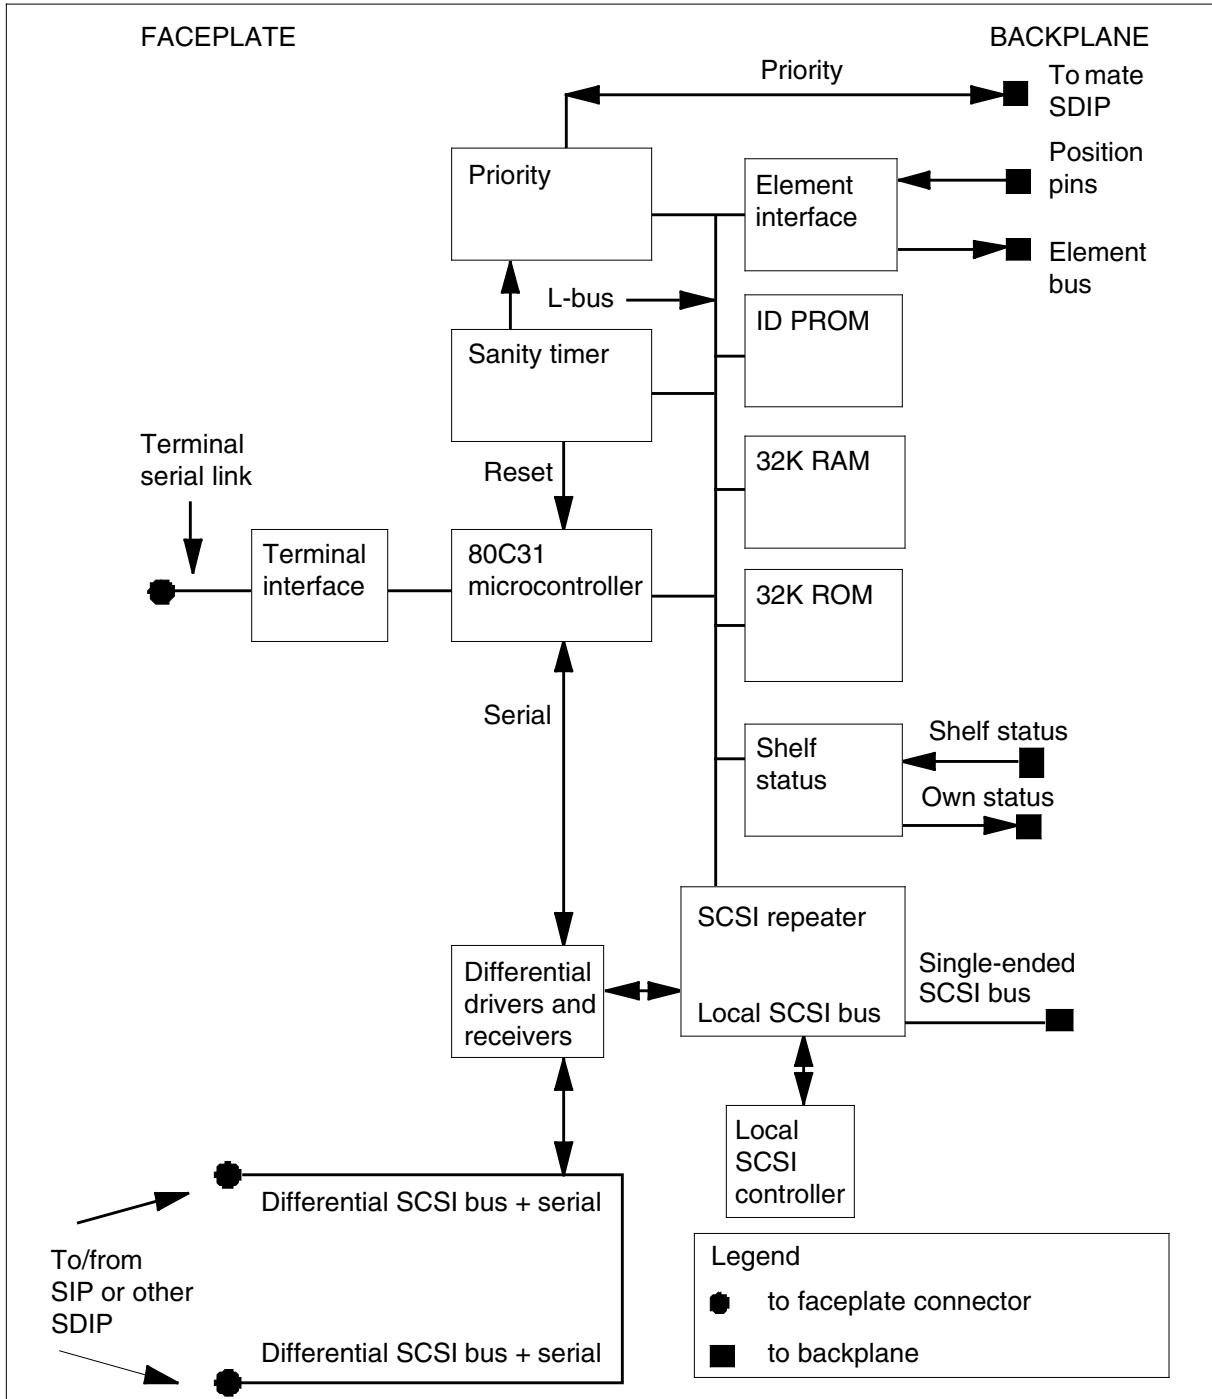 FACEPLATE
BACKPLANE
Priority
To mate
SDIP
Priority
Element
interface
Position
pins
Element
bus
L-bus
ID PROM
Sanity timer
Terminal
serial link
Reset
32K RAM
Terminal
interface
80C31
microcontroller
32K ROM
Serial
Shelf
status
Shelf status
Own status
SCSI repeater
Local SCSI bus
Single-ended
SCSI bus
Differential
drivers and
receivers
Local
SCSI
controller
Differential SCSI bus + serial
To/from
SIP or other
SDIP
Differential SCSI bus + serial
Legend
to faceplate connector
to backplane